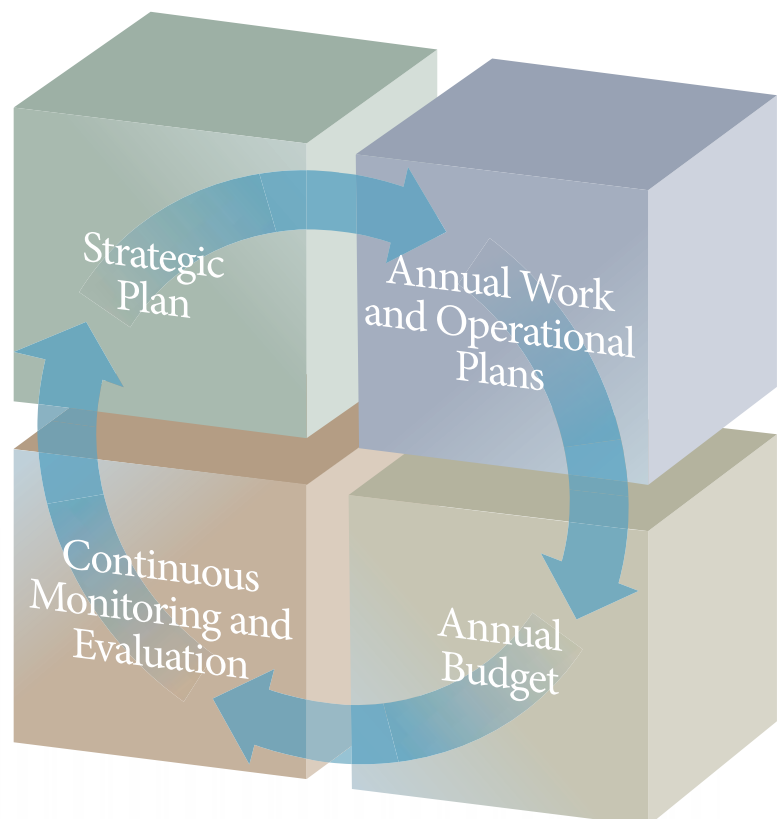 Strategic
Plan
Annual Work
and Operational
Plans
Continuous
Monitoring and
Evaluation
Annual
Budget